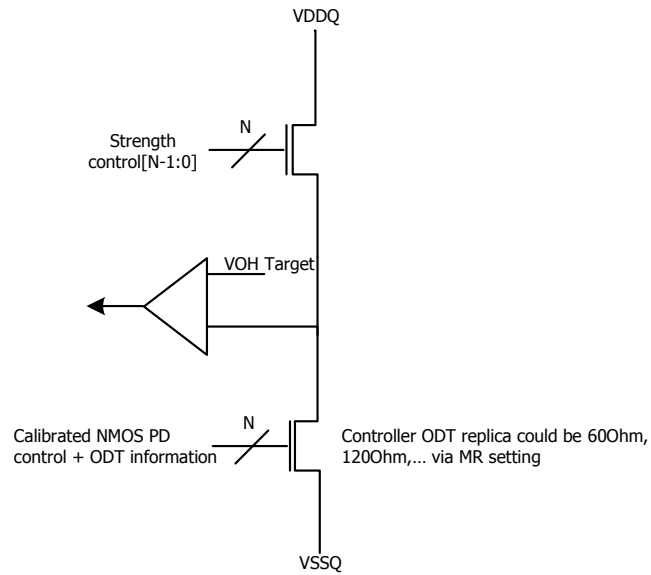 VDDQ
N
Strength
control[N-1:0]
VOH Target
N
Calibrated NMOS PD
control + ODT information
Controller ODT replica could be 60Ohm,
120Ohm,... via MR setting
VSSQ